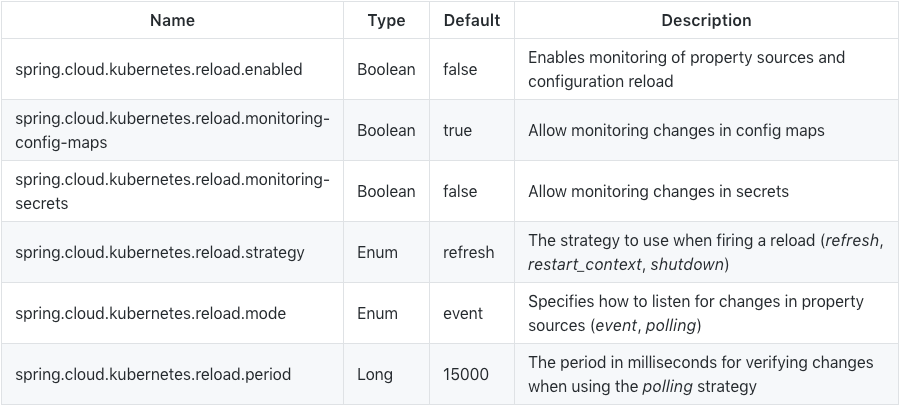 Name Type Default Description
spring.cloud.kubernetes.reload.enabled Boolean false Enables monitoring of property sources and
configuration reload
spring.cloud.kubernetes.reload.monitoring-
config-maps Boolean true Allow monitoring changes in config maps
spring.cloud.kubernetes.reload.monitoring-
secrets Boolean false Allow monitoring changes in secrets
spring.cloud.kubernetes.reload.strategy Enum refresh The strategy to use when firing a reload (refresh,
restart_context, shutdown)
spring.cloud.kubernetes.reload.mode Enum event Specifies how to listen for changes in property
sources (event, polling)
spring.cloud.kubernetes.reload.period Long 15000 The period in milliseconds for verifying changes
when using the polling strategy